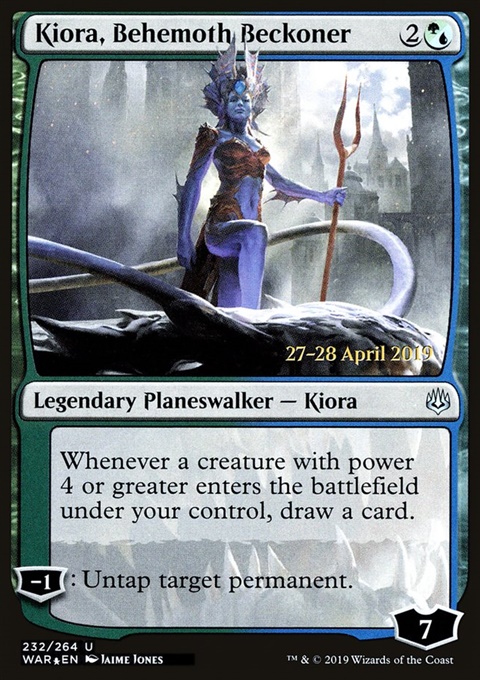 Kiora, Behemoth Beckoner 2
27–28 April 2019
Legendary Planeswalker — Kiora
Whenever a creature with power
4 or greater enters the battlefield
under your control, draw a card.
-1: Untap target permanent.
7
232/264 U
WAR★EN Jaime Jones
™ & © 2019 Wizards of the Coast